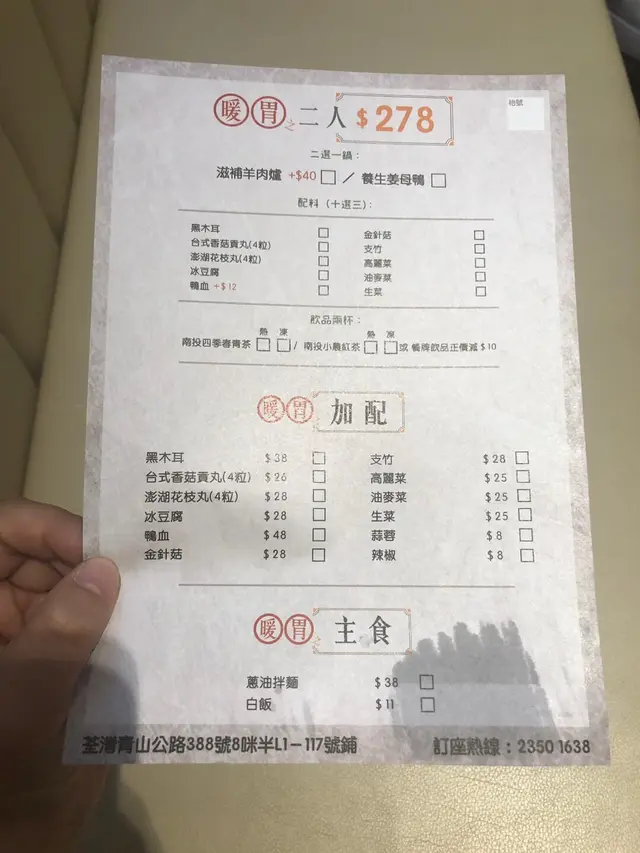 暖胃之二人 $278
枱號
二選一鍋：
滋補羊肉爐 +$40 □ ／ 養生姜母鴨 □
配料（十選三）：
黑木耳 □ 金針菇 □
台式香菇貢丸(4粒) □ 支竹 □
澎湖花枝丸(4粒) □ 高麗菜 □
冰豆腐 □ 油麥菜 □
鴨血 +$12 □ 生菜 □
飲品兩杯：
熱 凍 熱 凍
南投四季春青茶 □ □ / 南投小農紅茶 □ □ 或 餐牌飲品正價減 $10
暖胃之加配
黑木耳 $38 □ 支竹 $28 □
台式香菇貢丸(4粒) $26 □ 高麗菜 $25 □
澎湖花枝丸(4粒) $28 □ 油麥菜 $25 □
冰豆腐 $28 □ 生菜 $25 □
鴨血 $48 □ 蒜蓉 $8 □
金針菇 $28 □ 辣椒 $8 □
暖胃之主食
蔥油拌麵 $38 □
白飯 $11 □
荃灣青山公路388號8咪半L1－117號鋪 訂座熱線：2350 1638